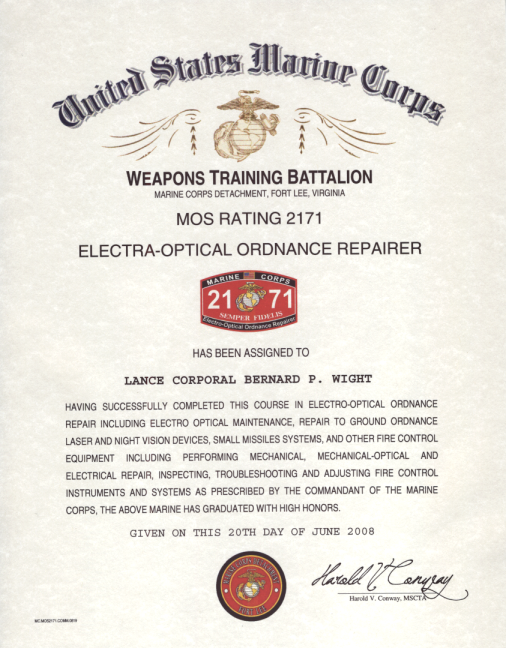 United States Marine Corps
WEAPONS TRAINING BATTALION
MARINE CORPS DETACHMENT, FORT LEE, VIRGINIA
MOS RATING 2171
ELECTRA-OPTICAL ORDNANCE REPAIRER
MARINE CORPS
21 71
SEMPER FIDELIS
Electro-Optical Ordnance Repairer
HAS BEEN ASSIGNED TO
LANCE CORPORAL BERNARD P. WIGHT
HAVING SUCCESSFULLY COMPLETED THIS COURSE IN ELECTRO-OPTICAL ORDNANCE
REPAIR INCLUDING ELECTRO OPTICAL MAINTENANCE, REPAIR TO GROUND ORDNANCE
LASER AND NIGHT VISION DEVICES, SMALL MISSILES SYSTEMS, AND OTHER FIRE CONTROL
EQUIPMENT INCLUDING PERFORMING MECHANICAL, MECHANICAL-OPTICAL AND
ELECTRICAL REPAIR, INSPECTING, TROUBLESHOOTING AND ADJUSTING FIRE CONTROL
INSTRUMENTS AND SYSTEMS AS PRESCRIBED BY THE COMMANDANT OF THE MARINE
CORPS, THE ABOVE MARINE HAS GRADUATED WITH HIGH HONORS.
GIVEN ON THIS 20TH DAY OF JUNE 2008
Harold V Conway
Harold V. Conway, MSCTA